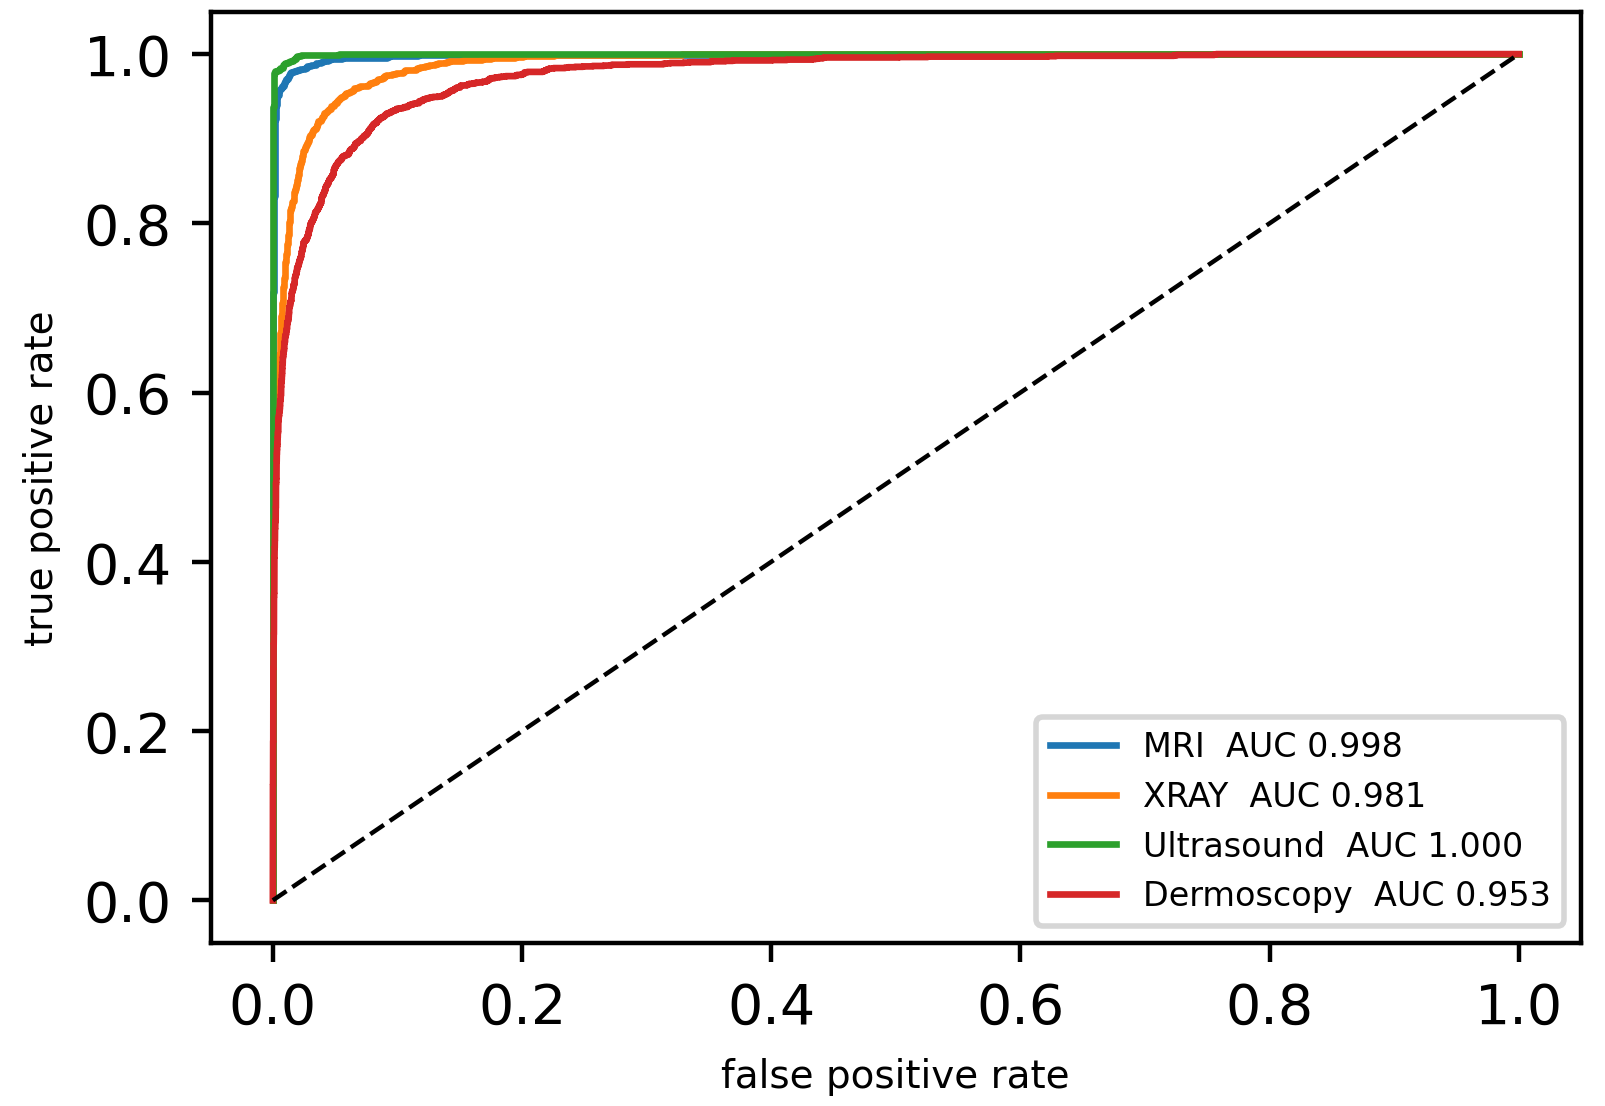 1.0
0.8
0.6
0.4
0.2
0.0
true positive rate
MRI  AUC 0.998
XRAY  AUC 0.981
Ultrasound  AUC 1.000
Dermoscopy  AUC 0.953
0.0 0.2 0.4 0.6 0.8 1.0
false positive rate